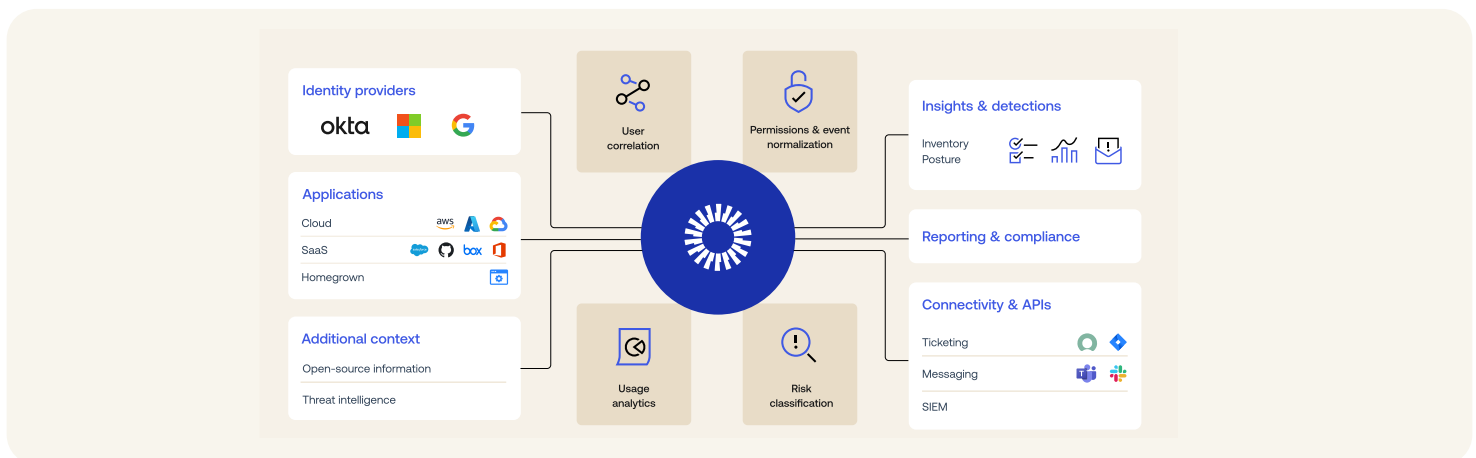 Identity providers
okta
Applications
Cloud
aws
SaaS
salesforce
box
Homegrown
Additional context
Open-source information
Threat intelligence
User
correlation
Permissions & event
normalization
Usage
analytics
Risk
classification
Insights & detections
Inventory
Posture
Reporting & compliance
Connectivity & APIs
Ticketing
Messaging
T
SIEM